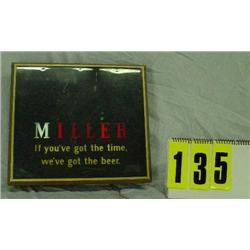 MILLER
If you've got the time,
we've got the beer.
135